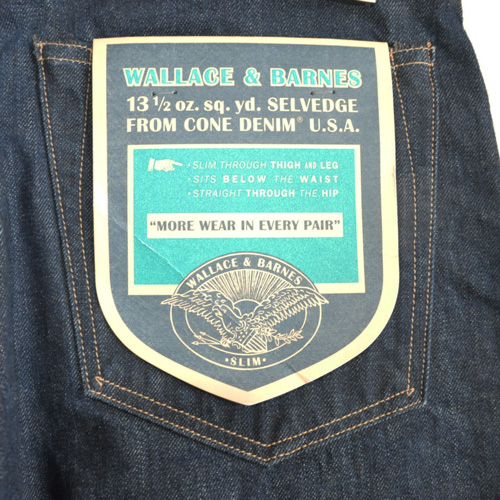 WALLACE & BARNES
13 1/2 oz. sq. yd. SELVEDGE
FROM CONE DENIM® U.S.A.
• SLIM THROUGH THIGH AND LEG
• SITS BELOW THE WAIST
• STRAIGHT THROUGH THE HIP
“MORE WEAR IN EVERY PAIR”
WALLACE & BARNES
• SLIM •